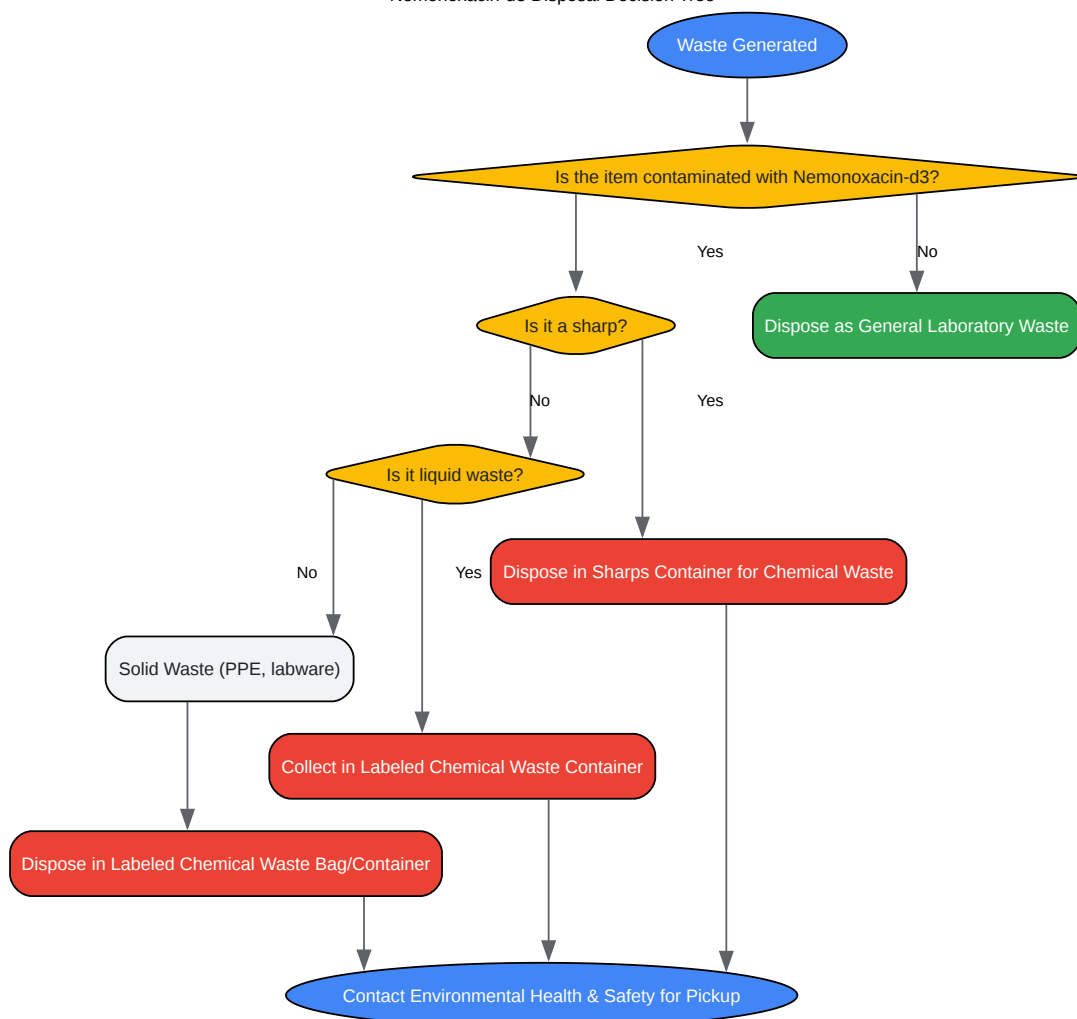 Waste Generated
Is the item contaminated with Nemonoxacin-d3?
Yes
No
Is it a sharp?
Dispose as General Laboratory Waste
No
Yes
Is it liquid waste?
No
Yes
Dispose in Sharps Container for Chemical Waste
Solid Waste (PPE, labware)
Collect in Labeled Chemical Waste Container
Dispose in Labeled Chemical Waste Bag/Container
Contact Environmental Health & Safety for Pickup